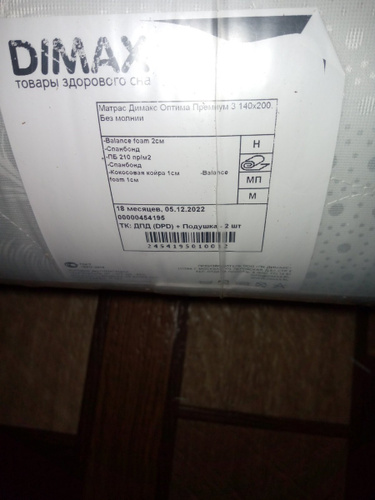 DIMAX
товары здорового сна
Матрас Димакс Оптима Премиум 3 140x200
Без молнии
-Balance foam 2см
-Спанбонд
-ПБ 210 пр/м2
-Спанбонд
-Кокосовая койра 1см -Balance
foam 1см
Н
МП
М
18 месяцев, 05.12.2022
00000454195
ТК: ДПД (DPD) + Подушка - 2 шт